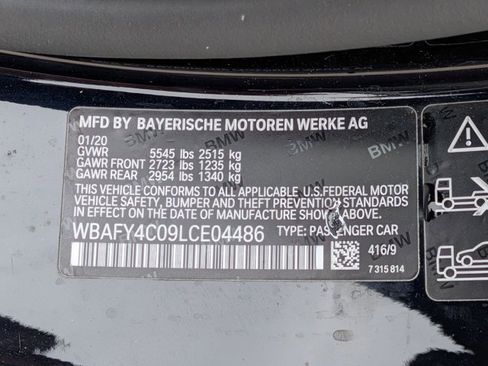 MFD BY BAYERISCHE MOTOREN WERKE AG
01/20
GVWR 5545 lbs 2515 kg
GAWR FRONT 2723 lbs 1235 kg
GAWR REAR 2954 lbs 1340 kg
THIS VEHICLE CONFORMS TO ALL APPLICABLE U.S.FEDERAL MOTOR
VEHICLE SAFETY, BUMPER AND THEFT PREVENTION STANDARDS
IN EFFECT ON THE DATE OF MANUFACTURE SHOWN ABOVE.
WBAFY4C09LCE04486 TYPE: PASSENGER CAR
416/9
7 315 814